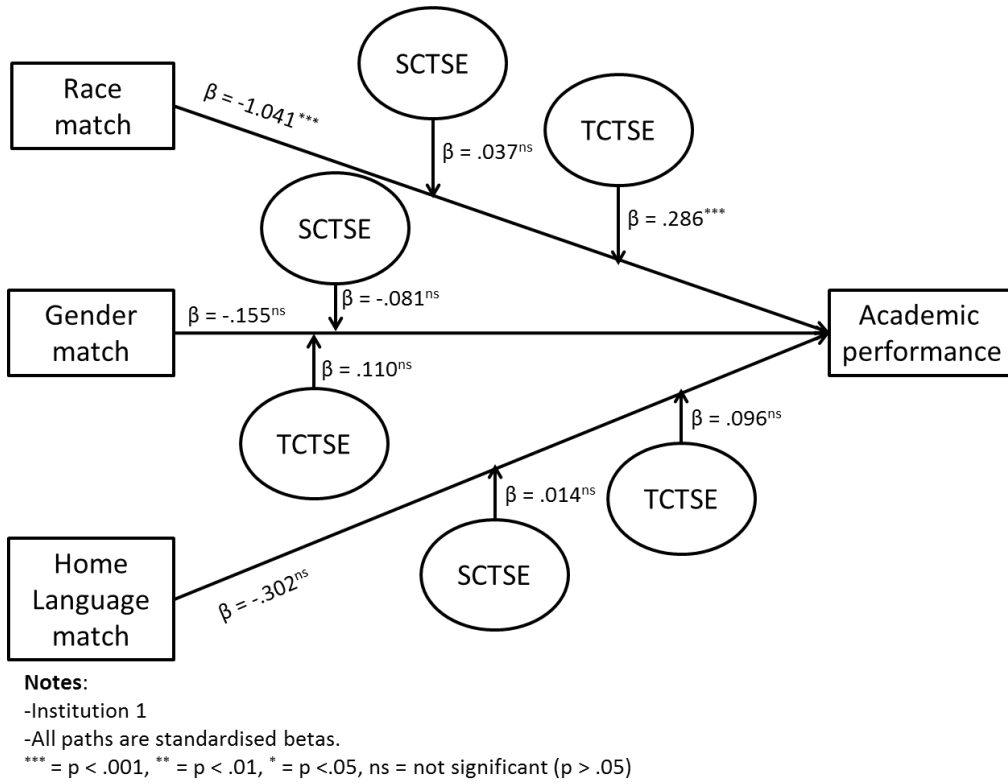 SCTSE
Race
match
β = -1.041***
TCTSE
β = .037ns
SCTSE
β = .286***
Gender
match
β = -.155ns
β = -.081ns
Academic
performance
β = .110ns
TCTSE
β = .096ns
β = .014ns
TCTSE
Home
Language
match
β = -.302ns
SCTSE
Notes:
-Institution 1
-All paths are standardised betas.
*** = p < .001, ** = p < .01, * = p <.05, ns = not significant (p > .05)